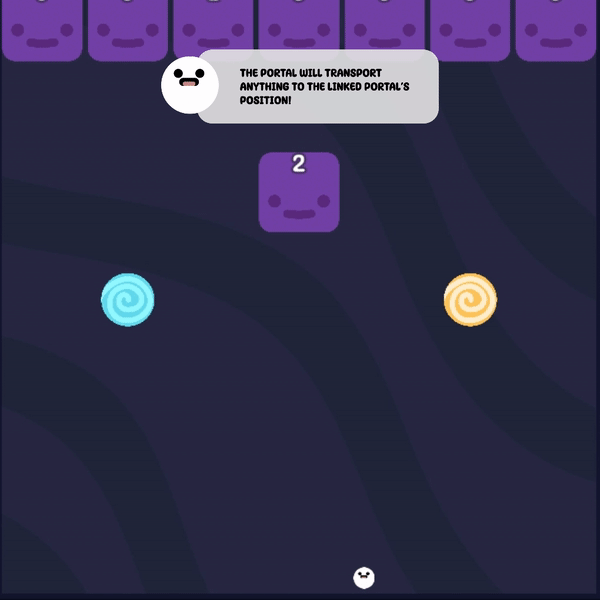 THE PORTAL WILL TRANSPORT
ANYTHING TO THE LINKED PORTAL'S
POSITION!
2